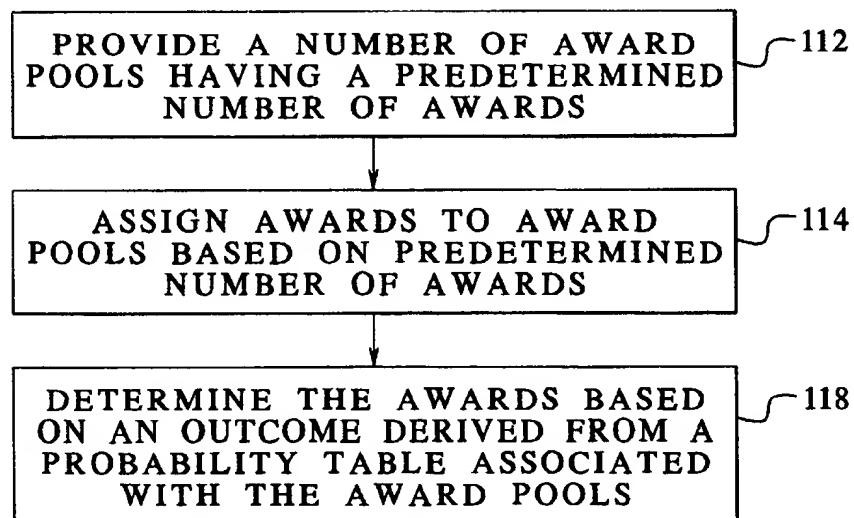 PROVIDE A NUMBER OF AWARD
POOLS HAVING A PREDETERMINED
NUMBER OF AWARDS
112
ASSIGN AWARDS TO AWARD
POOLS BASED ON PREDETERMINED
NUMBER OF AWARDS
114
DETERMINE THE AWARDS BASED
ON AN OUTCOME DERIVED FROM A
PROBABILITY TABLE ASSOCIATED
WITH THE AWARD POOLS
118